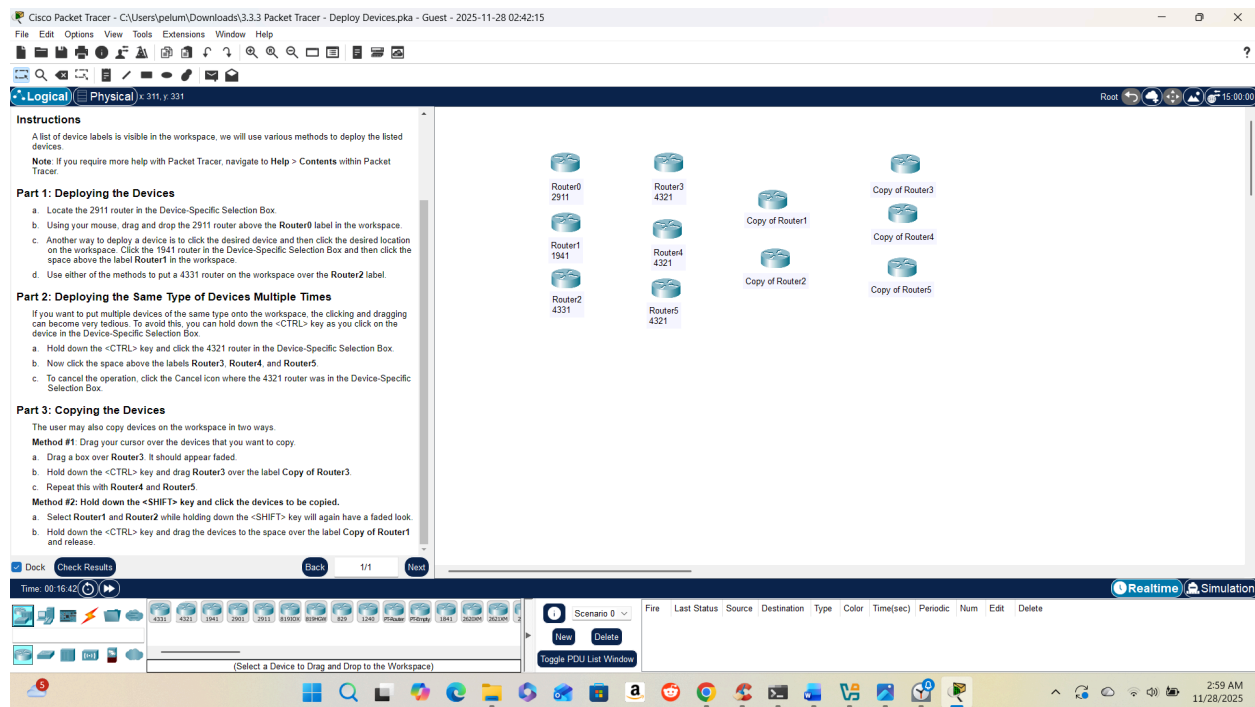 Cisco Packet Tracer - C:\Users\pelum\Downloads\3.3.3 Packet Tracer - Deploy Devices.pka - Guest - 2025-11-28 02:42:15
File Edit Options View Tools Extensions Window Help
?
Logical Physical x: 311, y: 331
Root 15:00:00
Instructions
A list of device labels is visible in the workspace, we will use various methods to deploy the listed
devices.
Note: If you require more help with Packet Tracer, navigate to Help > Contents within Packet
Tracer.
Part 1: Deploying the Devices
a. Locate the 2911 router in the Device-Specific Selection Box.
b. Using your mouse, drag and drop the 2911 router above the Router0 label in the workspace.
c. Another way to deploy a device is to click the desired device and then click the desired location
on the workspace. Click the 1941 router in the Device-Specific Selection Box and then click the
space above the label Router1 in the workspace.
d. Use either of the methods to put a 4331 router on the workspace over the Router2 label.
Part 2: Deploying the Same Type of Devices Multiple Times
If you want to put multiple devices of the same type onto the workspace, the clicking and dragging
can become very tedious. To avoid this, you can hold down the <CTRL> key as you click on the
device in the Device-Specific Selection Box.
a. Hold down the <CTRL> key and click the 4321 router in the Device-Specific Selection Box.
b. Now click the space above the labels Router3, Router4, and Router5.
c. To cancel the operation, click the Cancel icon where the 4321 router was in the Device-Specific
Selection Box.
Part 3: Copying the Devices
The user may also copy devices on the workspace in two ways.
Method #1: Drag your cursor over the devices that you want to copy.
a. Drag a box over Router3. It should appear faded.
b. Hold down the <CTRL> key and drag Router3 over the label Copy of Router3.
c. Repeat this with Router4 and Router5.
Method #2: Hold down the <SHIFT> key and click the devices to be copied.
a. Select Router1 and Router2 while holding down the <SHIFT> key will again have a faded look.
b. Hold down the <CTRL> key and drag the devices to the space over the label Copy of Router1
and release.
Dock Check Results Back 1/1 Next
Router0
2911
Router1
1941
Router2
4331
Router3
4321
Router4
4321
Router5
4321
Copy of Router1
Copy of Router2
Copy of Router3
Copy of Router4
Copy of Router5
Time: 00:16:42
Realtime Simulation
4331 4321 1941 2901 2911 819IOX 819HGW 829 1240 PT-Router PT-Empty 1841 2620XM 2621XM
(Select a Device to Drag and Drop to the Workspace)
Scenario 0
New Delete
Toggle PDU List Window
Fire Last Status Source Destination Type Color Time(sec) Periodic Num Edit Delete
5
a
2:59 AM
11/28/2025